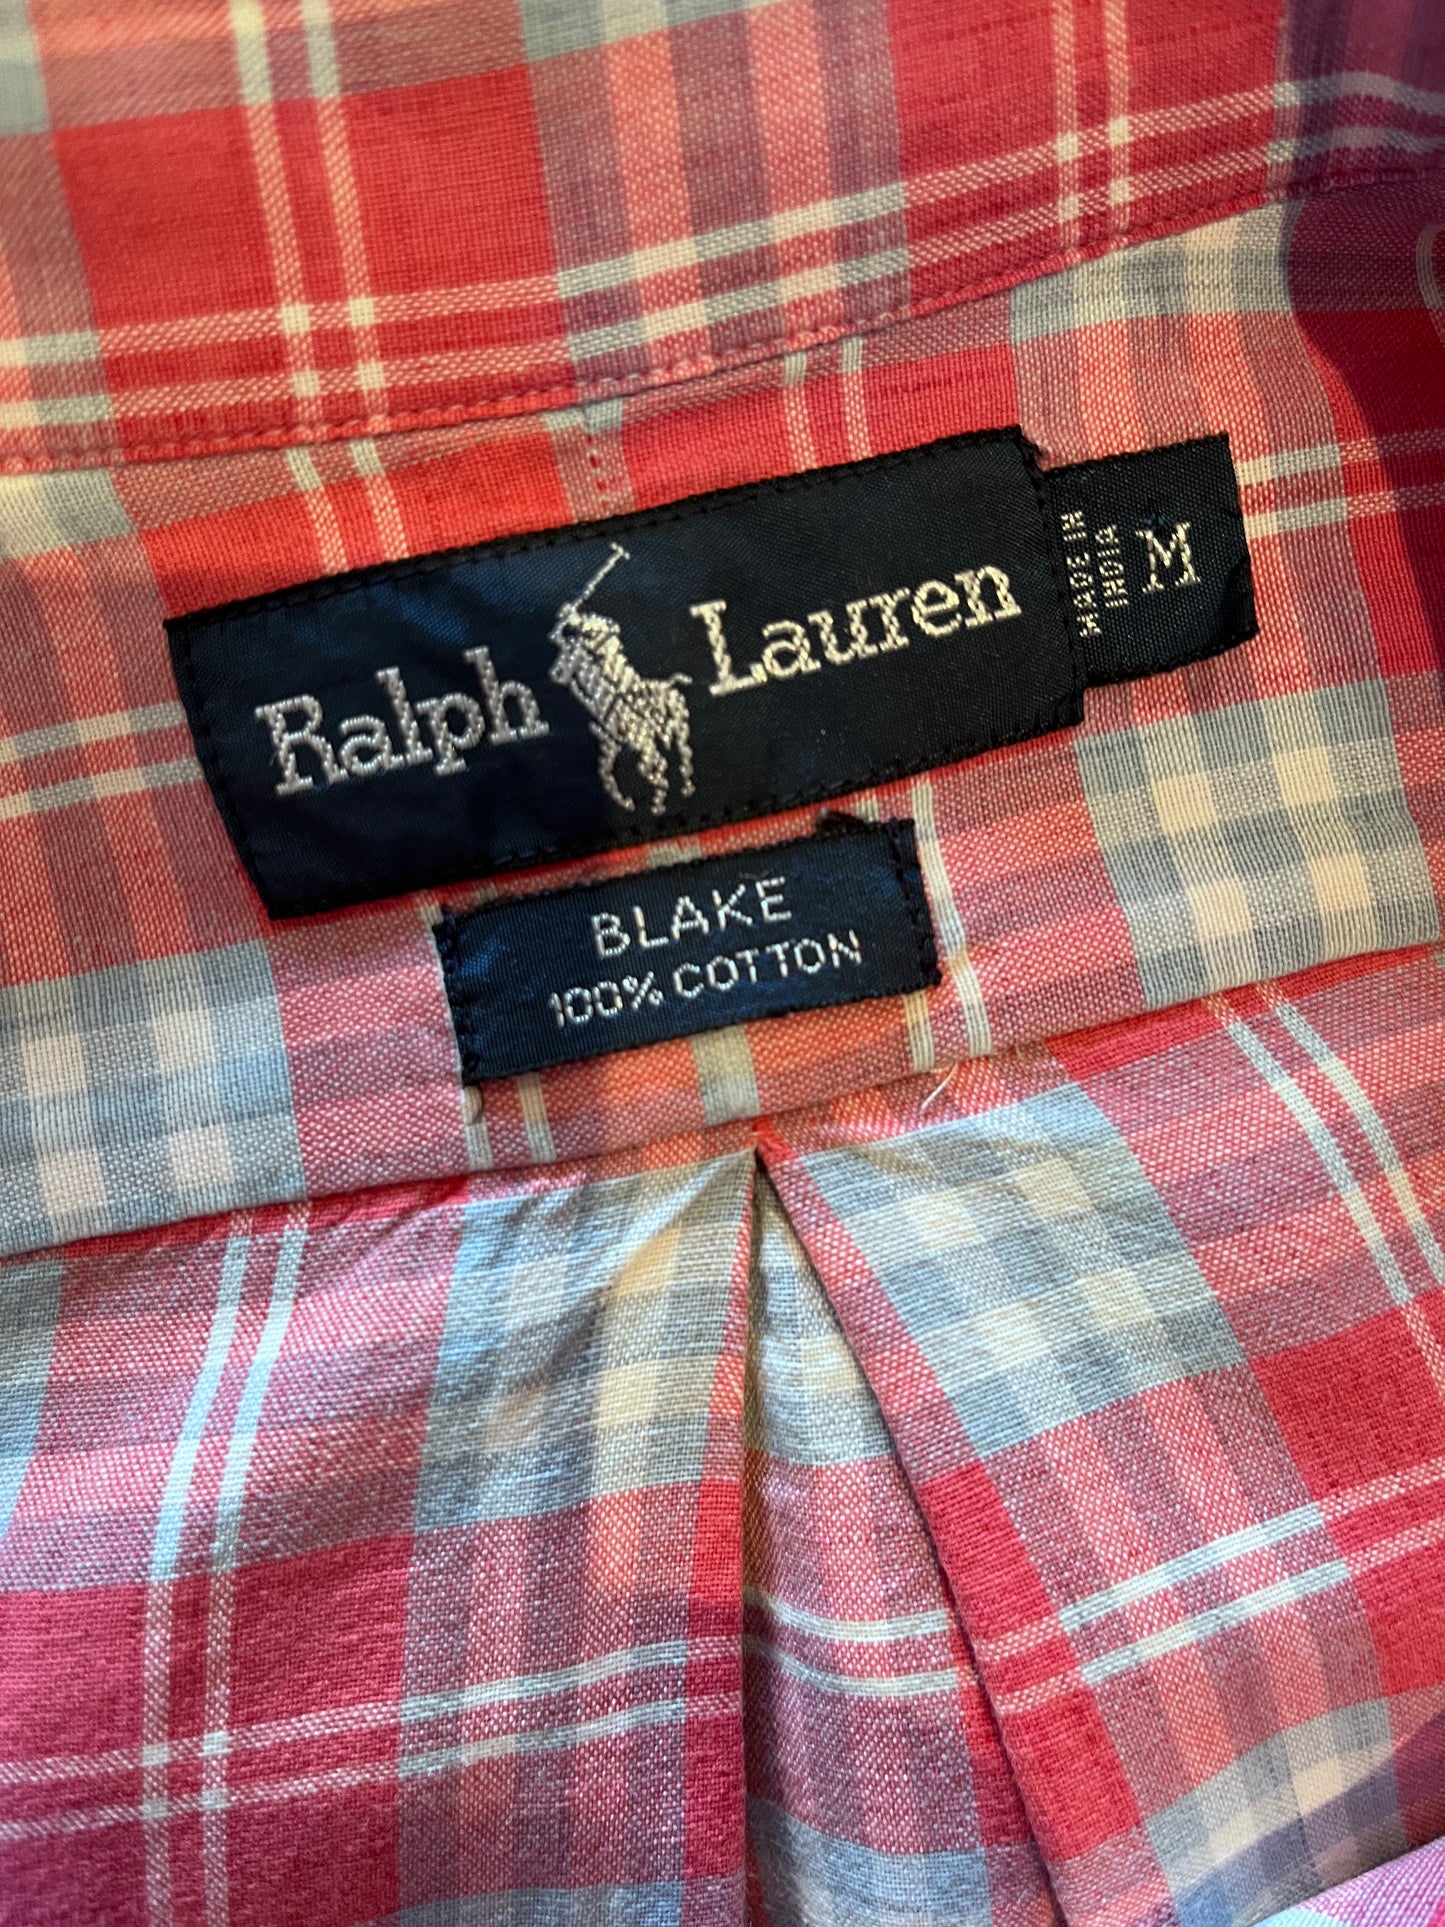 Ralph Lauren
MADE IN
INDIA
M
BLAKE
100% COTTON